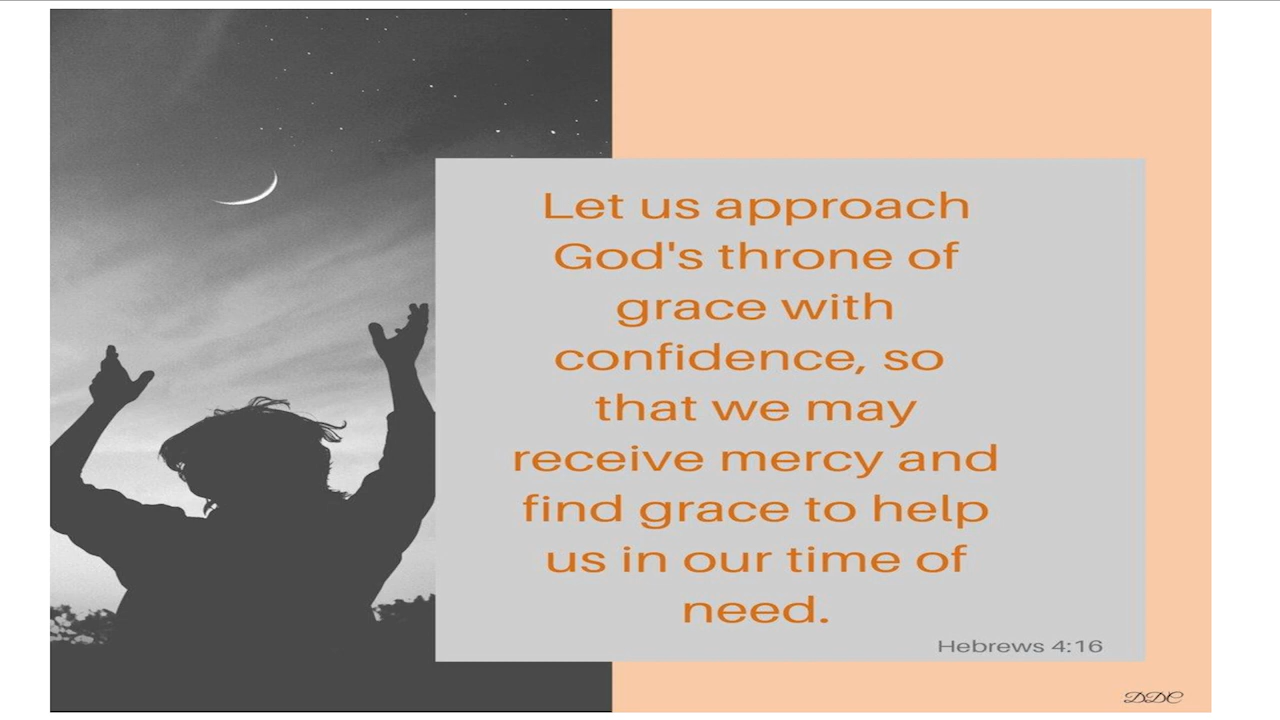 Let us approach
God's throne of
grace with
confidence, so
that we may
receive mercy and
find grace to help
us in our time of
need.
Hebrews 4:16
DDC